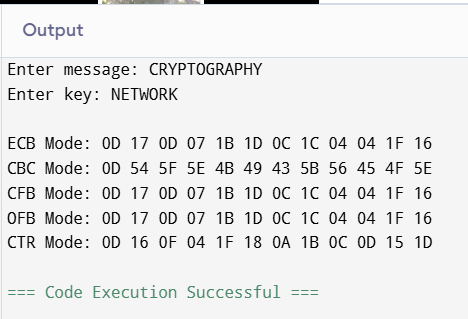 Output
Enter message: CRYPTOGRAPHY
Enter key: NETWORK
ECB Mode: 0D 17 0D 07 1B 1D 0C 1C 04 04 1F 16
CBC Mode: 0D 54 5F 5E 4B 49 43 5B 56 45 4F 5E
CFB Mode: 0D 17 0D 07 1B 1D 0C 1C 04 04 1F 16
OFB Mode: 0D 17 0D 07 1B 1D 0C 1C 04 04 1F 16
CTR Mode: 0D 16 0F 04 1F 18 0A 1B 0C 0D 15 1D
=== Code Execution Successful ===